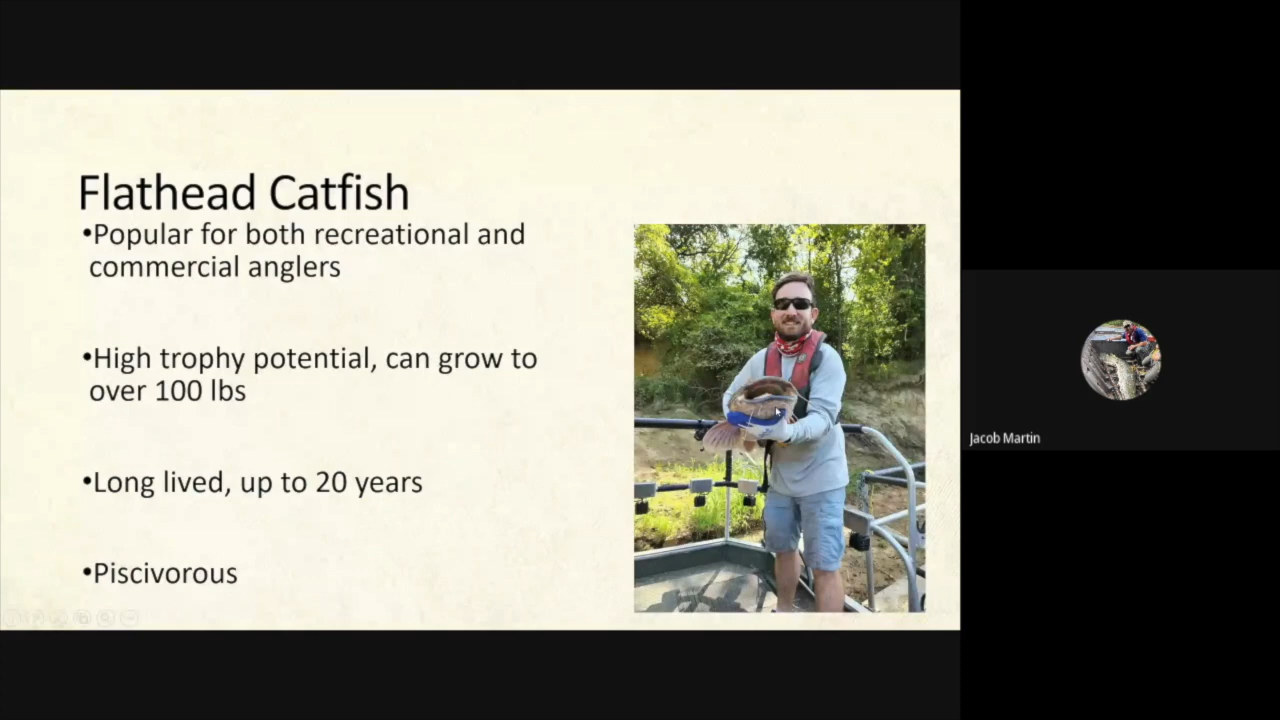 Flathead Catfish
•Popular for both recreational and
commercial anglers
•High trophy potential, can grow to
over 100 lbs
•Long lived, up to 20 years
•Piscivorous
Jacob Martin